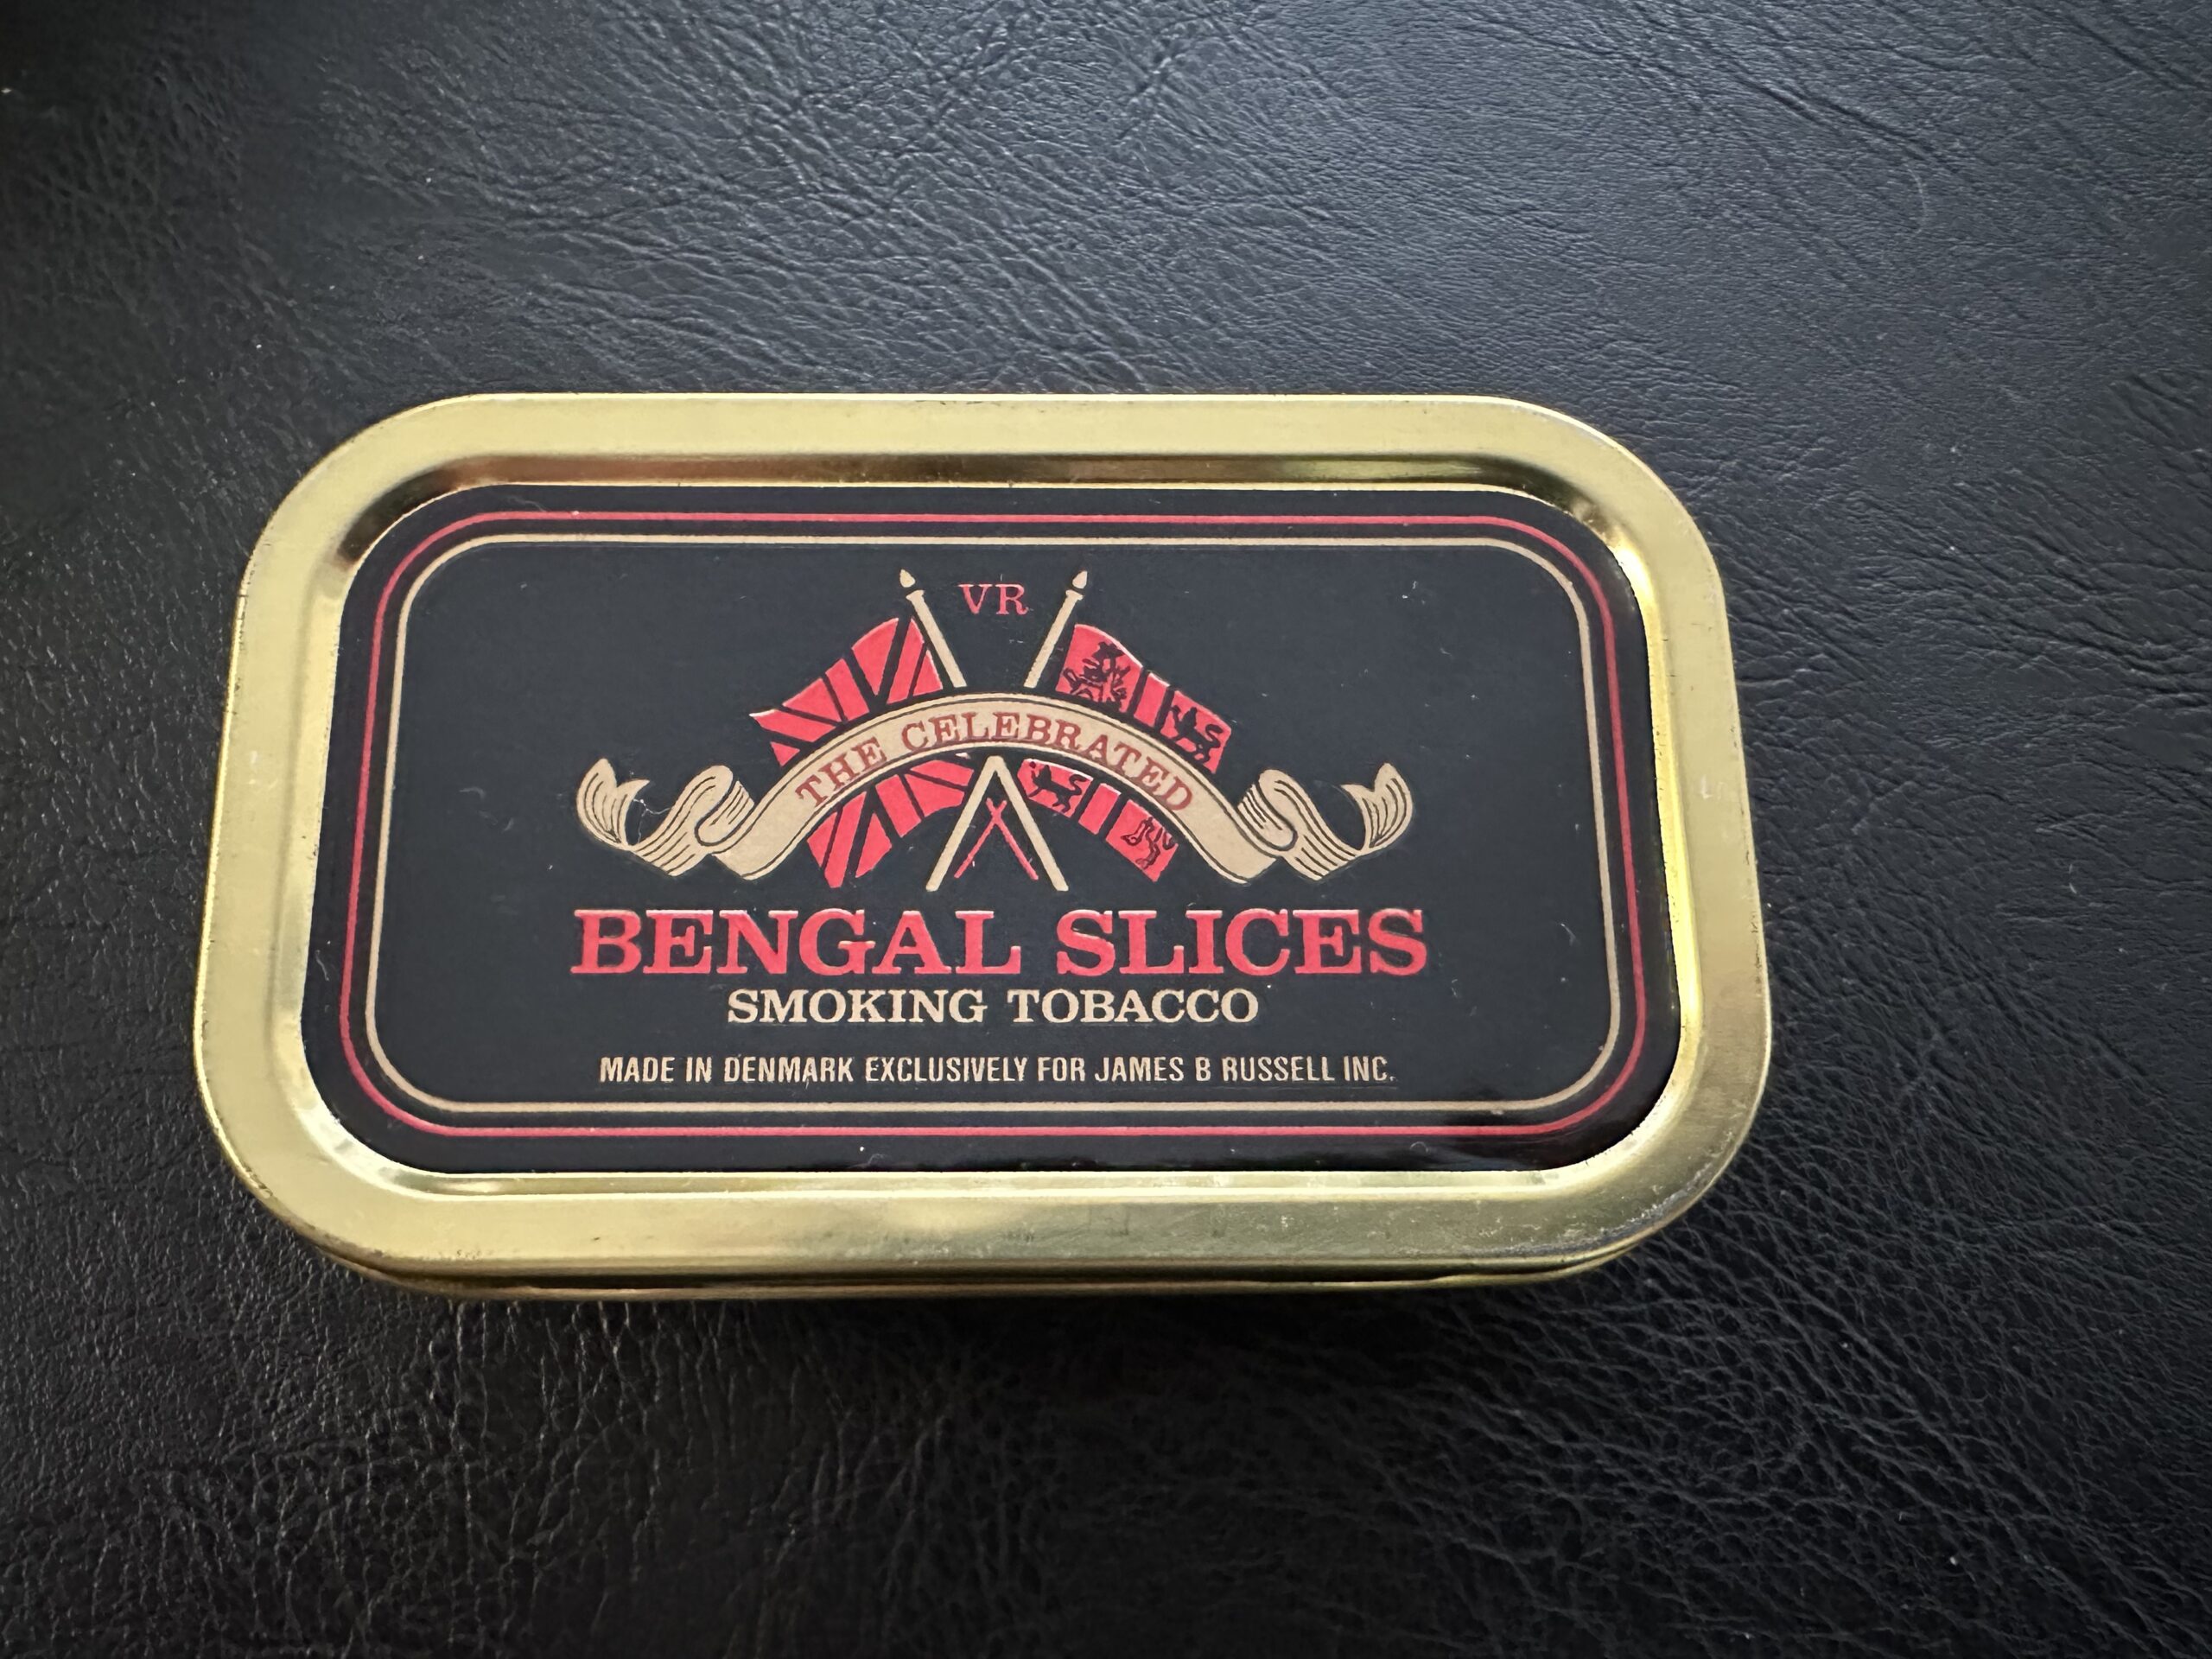 VR
THE CELEBRATED
BENGAL SLICES
SMOKING TOBACCO
MADE IN DENMARK EXCLUSIVELY FOR JAMES B RUSSELL INC.